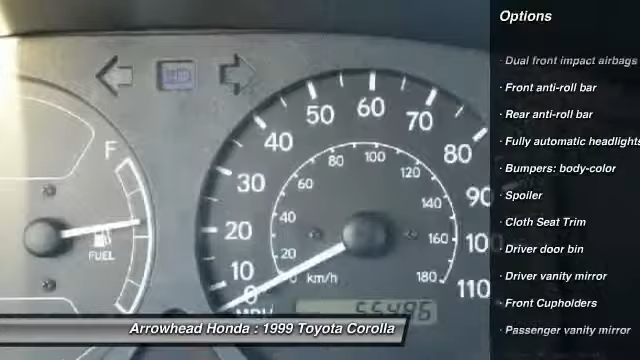 Options
· Dual front impact airbags
· Front anti-roll bar
· Rear anti-roll bar
· Fully automatic headlights
· Bumpers: body-color
· Spoiler
· Cloth Seat Trim
· Driver door bin
· Driver vanity mirror
· Front Cupholders
· Passenger vanity mirror
F
FUEL
0
10
20
30
40
50
60
70
80
90
100
110
MPH
0
20
40
60
80
100
120
140
160
180
km/h
55496
Arrowhead Honda : 1999 Toyota Corolla